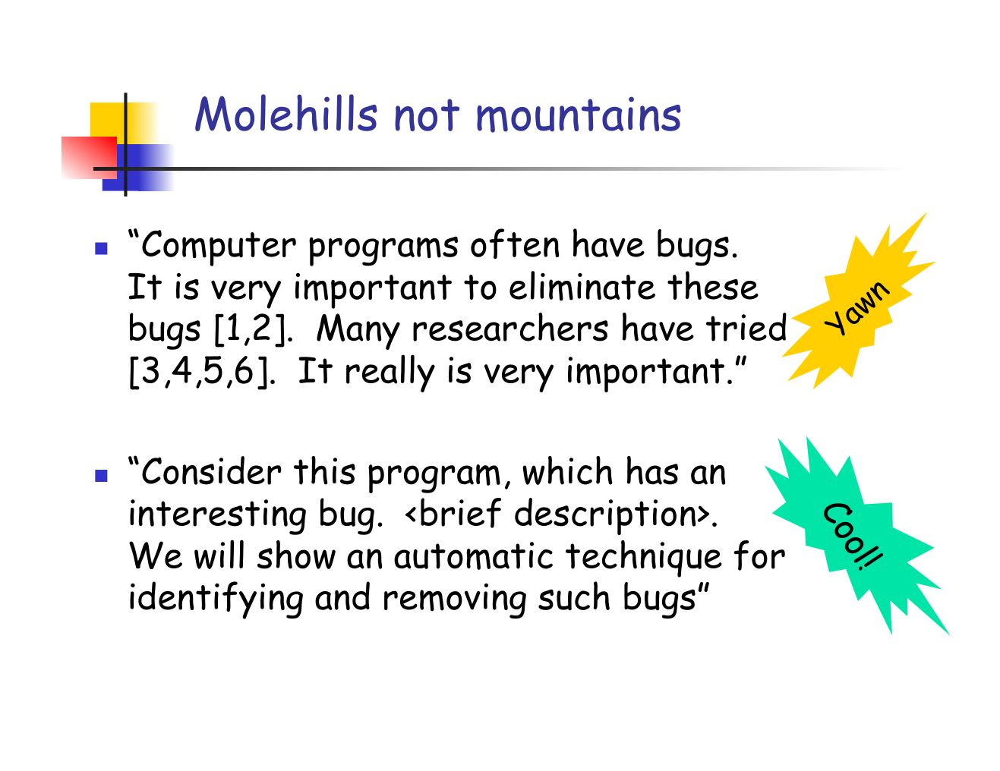 Molehills not mountains
“Computer programs often have bugs.
It is very important to eliminate these
bugs [1,2].  Many researchers have tried
[3,4,5,6].  It really is very important.”
Yawn
“Consider this program, which has an
interesting bug.  <brief description>.
We will show an automatic technique for
identifying and removing such bugs”
Cool!